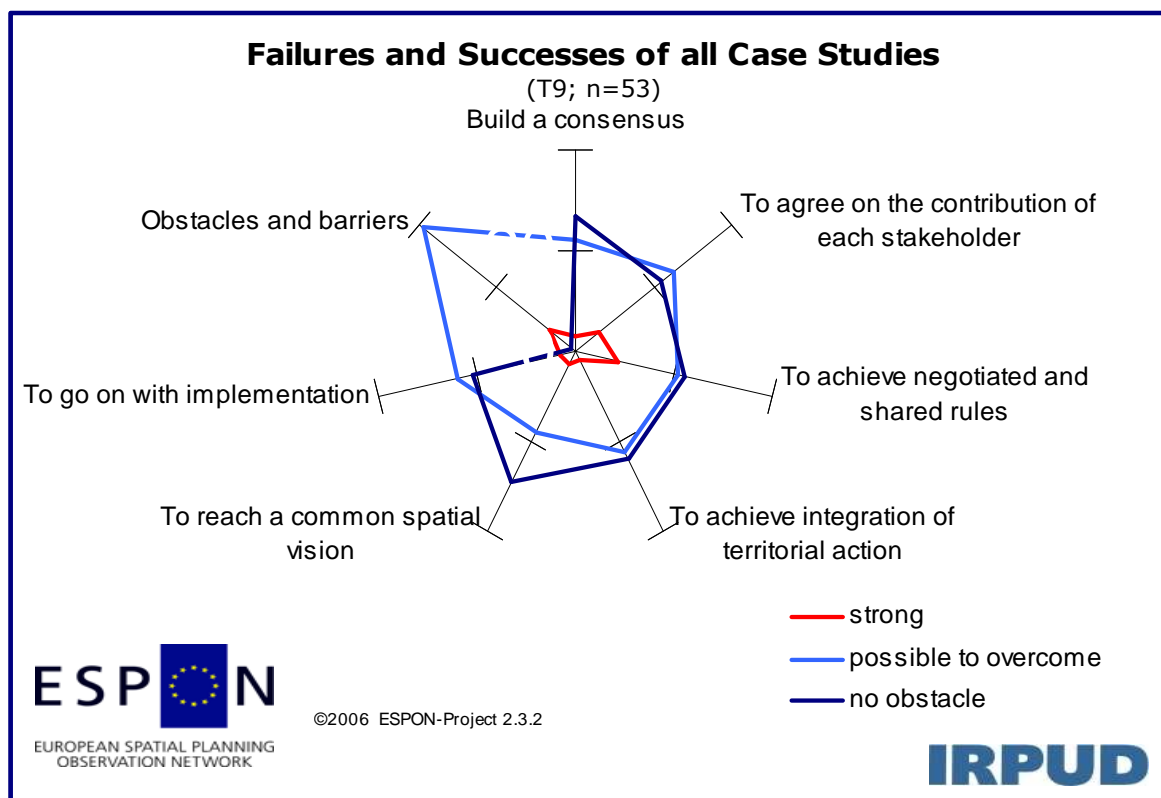 Failures and Successes of all Case Studies
(T9; n=53)
Build a consensus
Obstacles and barriers
To agree on the contribution of
each stakeholder
To go on with implementation
To achieve negotiated and
shared rules
To reach a common spatial
vision
To achieve integration of
territorial action
strong
possible to overcome
no obstacle
ESPON
EUROPEAN SPATIAL PLANNING
OBSERVATION NETWORK
©2006 ESPON-Project 2.3.2
IRPUD